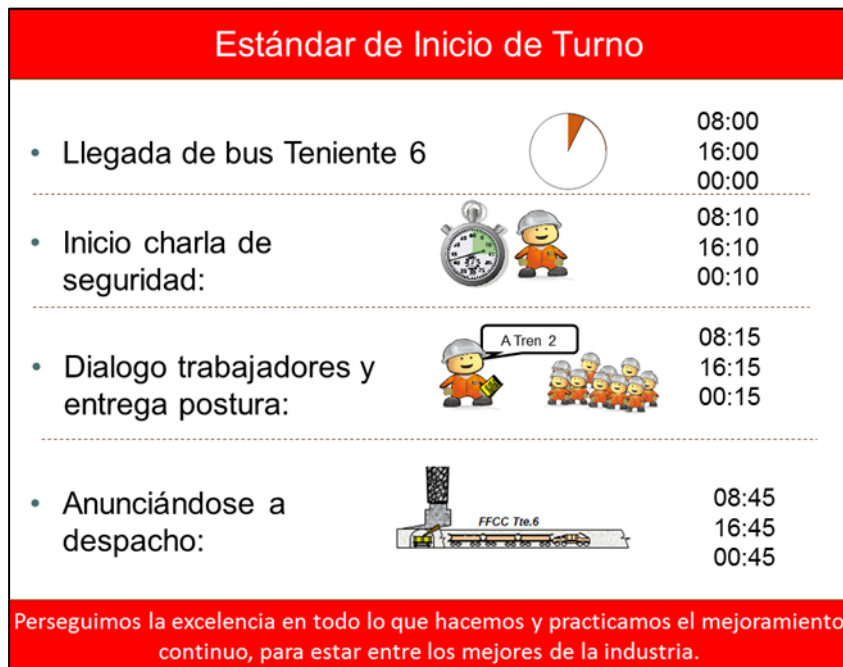 Estándar de Inicio de Turno
• Llegada de bus Teniente 6
08:00
16:00
00:00
• Inicio charla de
seguridad:
08:10
16:10
00:10
• Dialogo trabajadores y
entrega postura:
A Tren 2
08:15
16:15
00:15
• Anunciándose a
despacho:
FFCC Tte.6
08:45
16:45
00:45
Perseguimos la excelencia en todo lo que hacemos y practicamos el mejoramiento
continuo, para estar entre los mejores de la industria.